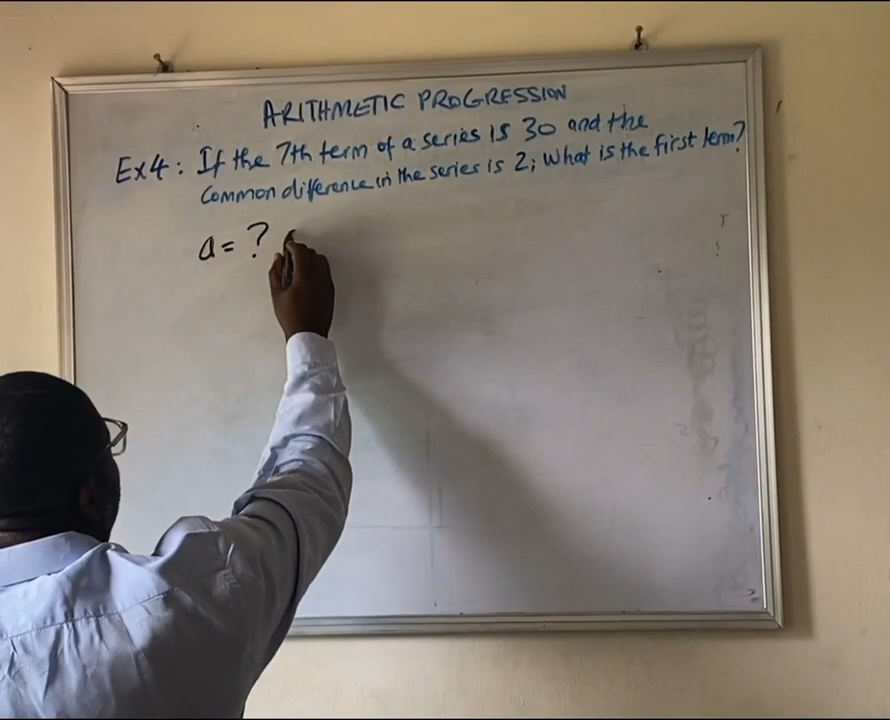 ARITHMETIC PROGRESSION
Ex4: If the 7th term of a series is 30 and the
Common difference in the series is 2; What is the first term?
a = ?